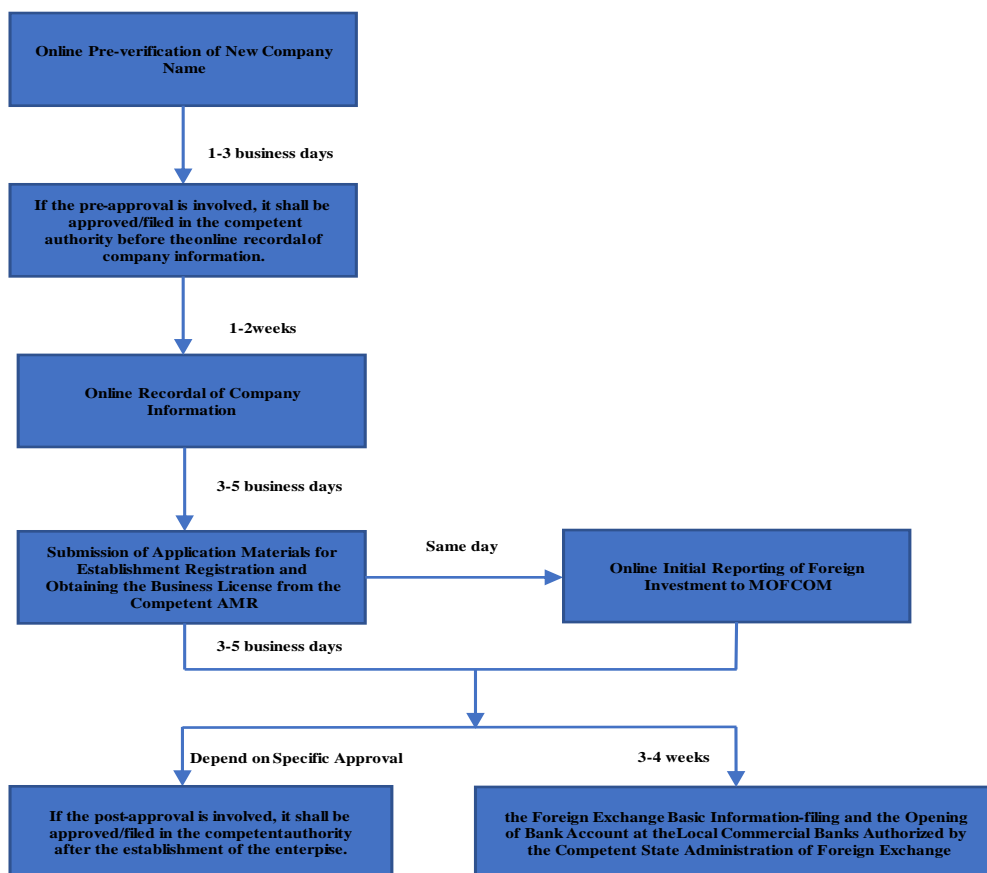 Online Pre-verification of New Company
Name
1-3 business days
If the pre-approval is involved, it shall be
approved/filed in the competent
authority before theonline recordal of
company information.
1-2weeks
Online Recordal of Company
Information
3-5 business days
Submission of Application Materials for
Establishment Registration and
Obtaining the Business License from the
Competent AMR
Same day
Online Initial Reporting of Foreign
Investment to MOFCOM
3-5 business days
Depend on Specific Approval
3-4 weeks
If the post-approval is involved, it shall be
approved/filed in the competentauthority
after the establishment of the enterpise.
the Foreign Exchange Basic Information-filing and the Opening
of Bank Account at theLocal Commercial Banks Authorized by
the Competent State Administration of Foreign Exchange